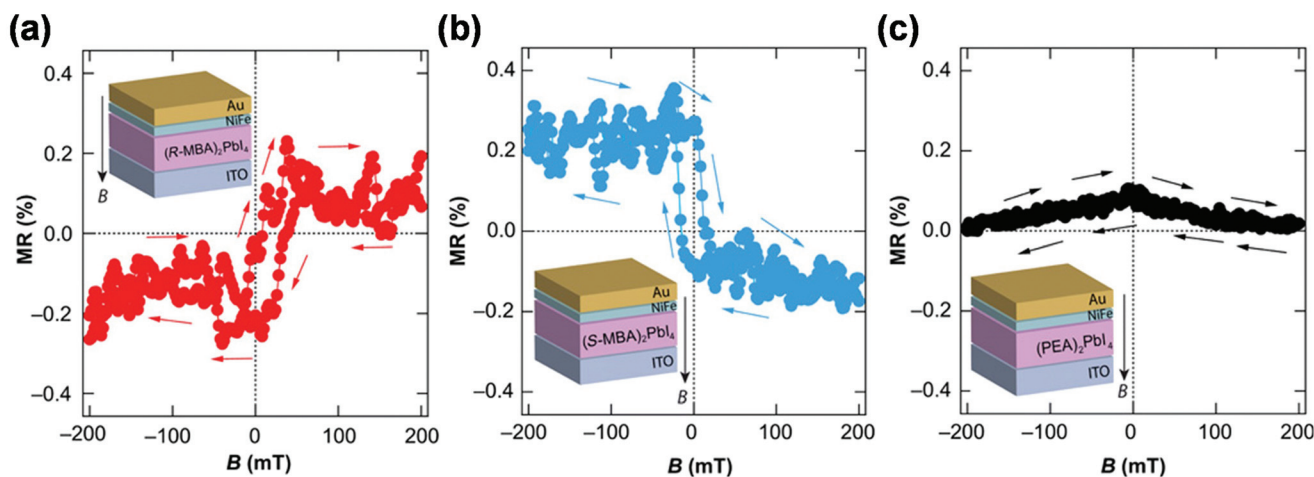 (a)
MR (%)
0.4
0.2
0.0
–0.2
–0.4
–200
–100
0
100
200
B (mT)
Au
NiFe
(R-MBA)₂PbI₄
ITO
B
(b)
MR (%)
0.4
0.2
0.0
–0.2
–0.4
–200
–100
0
100
200
B (mT)
Au
NiFe
(S-MBA)₂PbI₄
ITO
B
(c)
MR (%)
0.4
0.2
0.0
–0.2
–0.4
–200
–100
0
100
200
B (mT)
Au
NiFe
(PEA)₂PbI₄
ITO
B